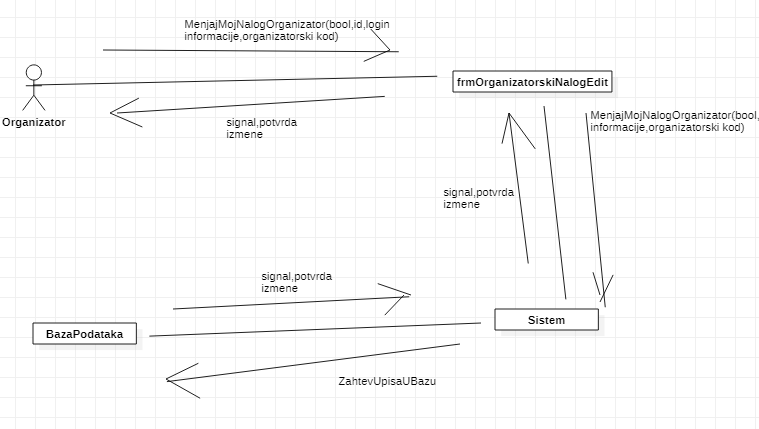 MenjajMojNalogOrganizator(bool,id,login
informacije,organizatorski kod)
frmOrganizatorskiNalogEdit
Organizator
signal,potvrda
izmene
MenjajMojNalogOrganizator(bool,
informacije,organizatorski kod)
signal,potvrda
izmene
signal,potvrda
izmene
Sistem
BazaPodataka
ZahtevUpisaUBazu